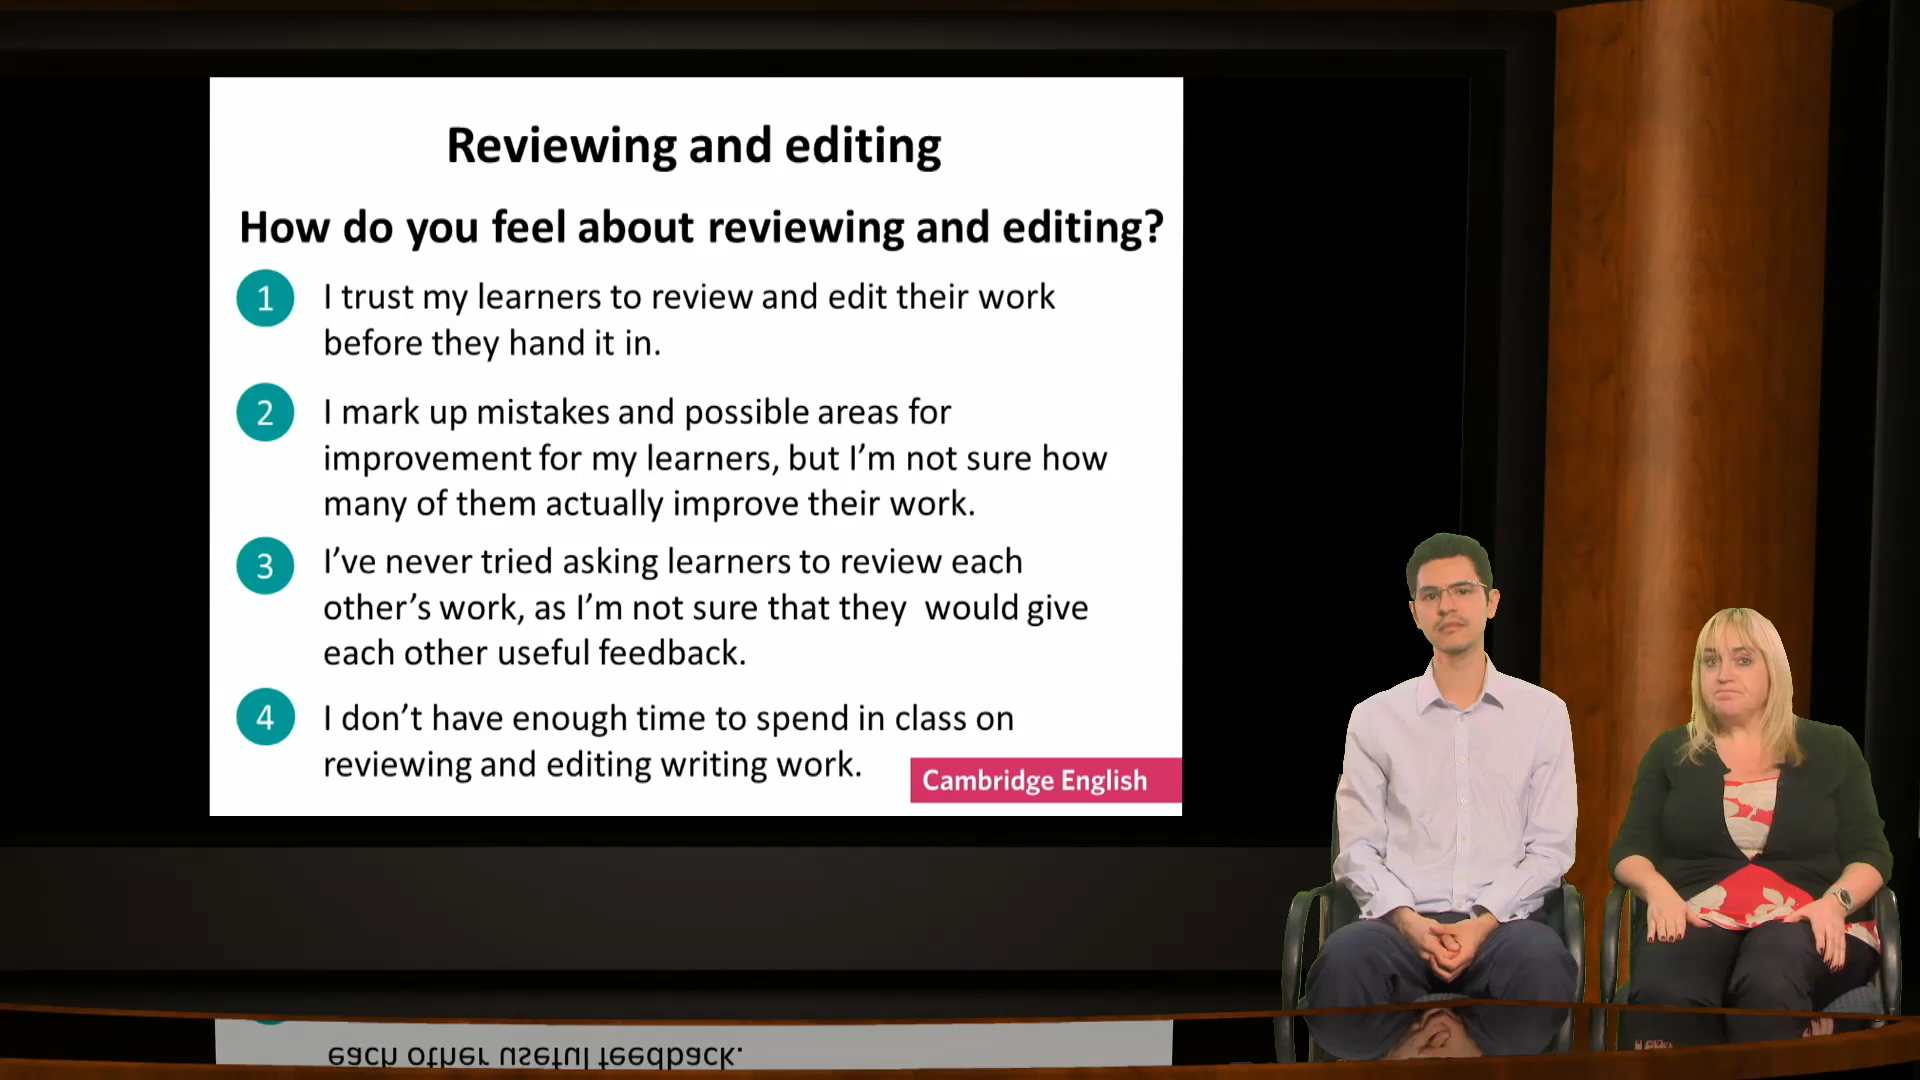 Reviewing and editing
How do you feel about reviewing and editing?
1 I trust my learners to review and edit their work
before they hand it in.
2 I mark up mistakes and possible areas for
improvement for my learners, but I’m not sure how
many of them actually improve their work.
3 I’ve never tried asking learners to review each
other’s work, as I’m not sure that they would give
each other useful feedback.
4 I don’t have enough time to spend in class on
reviewing and editing writing work.
Cambridge English
each other useful feedback.